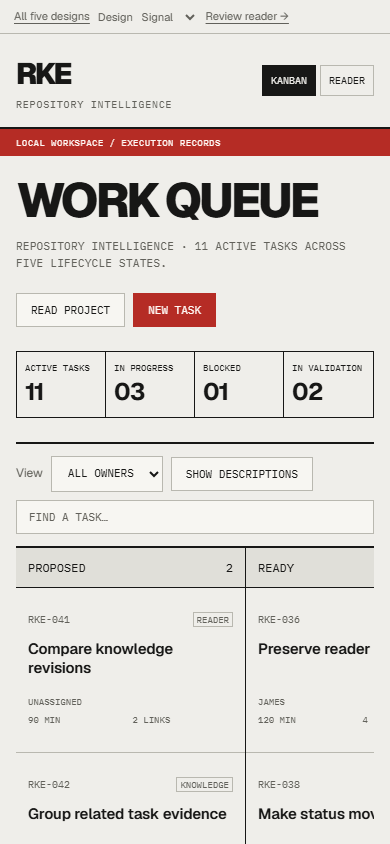 All five designs Design Signal Review reader →
RKE
REPOSITORY INTELLIGENCE
KANBAN READER
LOCAL WORKSPACE / EXECUTION RECORDS
WORK QUEUE
REPOSITORY INTELLIGENCE · 11 ACTIVE TASKS ACROSS
FIVE LIFECYCLE STATES.
READ PROJECT NEW TASK
ACTIVE TASKS IN PROGRESS BLOCKED IN VALIDATION
11 03 01 02
View ALL OWNERS SHOW DESCRIPTIONS
FIND A TASK…
PROPOSED 2 READY
RKE-041 READER
Compare knowledge
revisions
UNASSIGNED
90 MIN 2 LINKS
RKE-036
Preserve reader
JAMES
120 MIN 4
RKE-042 KNOWLEDGE
Group related task evidence
RKE-038
Make status mov